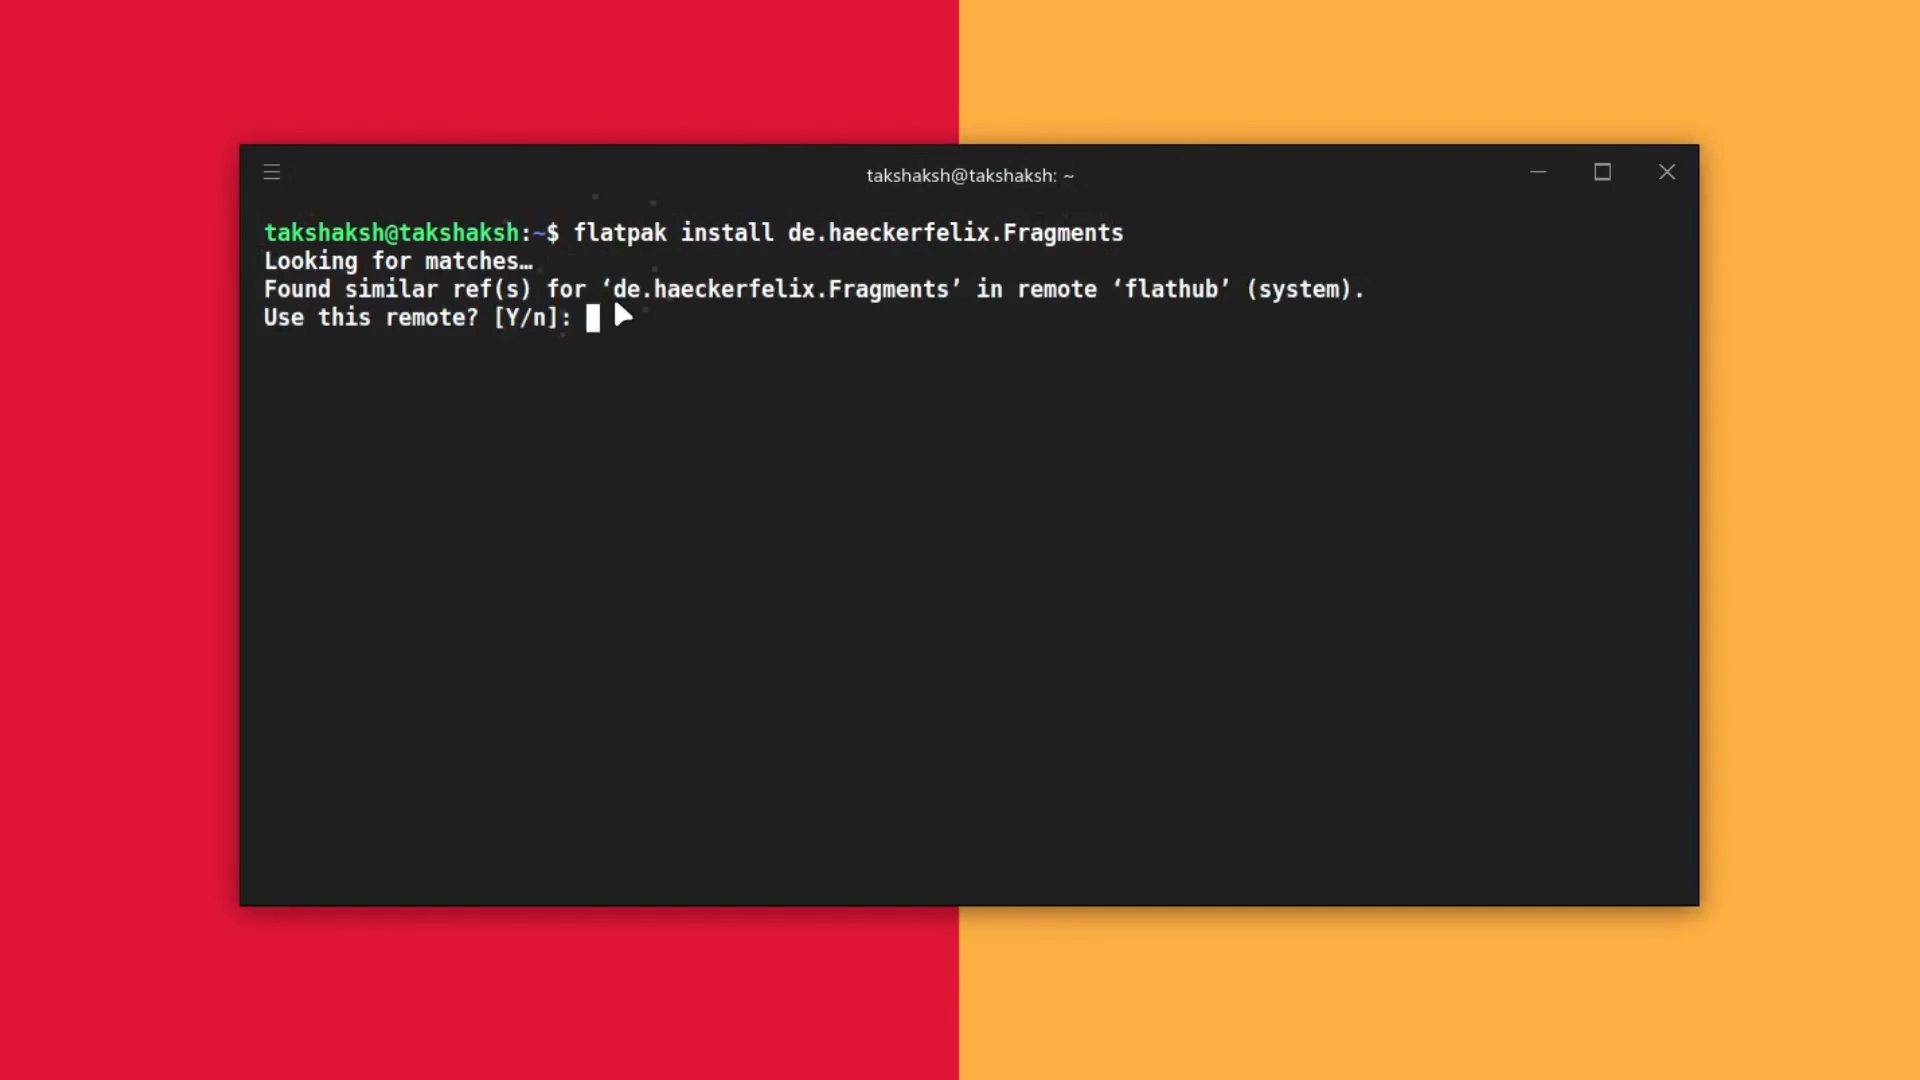 takshaksh@takshaksh: ~
takshaksh@takshaksh:~$ flatpak install de.haeckerfelix.Fragments
Looking for matches…
Found similar ref(s) for ‘de.haeckerfelix.Fragments’ in remote ‘flathub’ (system).
Use this remote? [Y/n]: